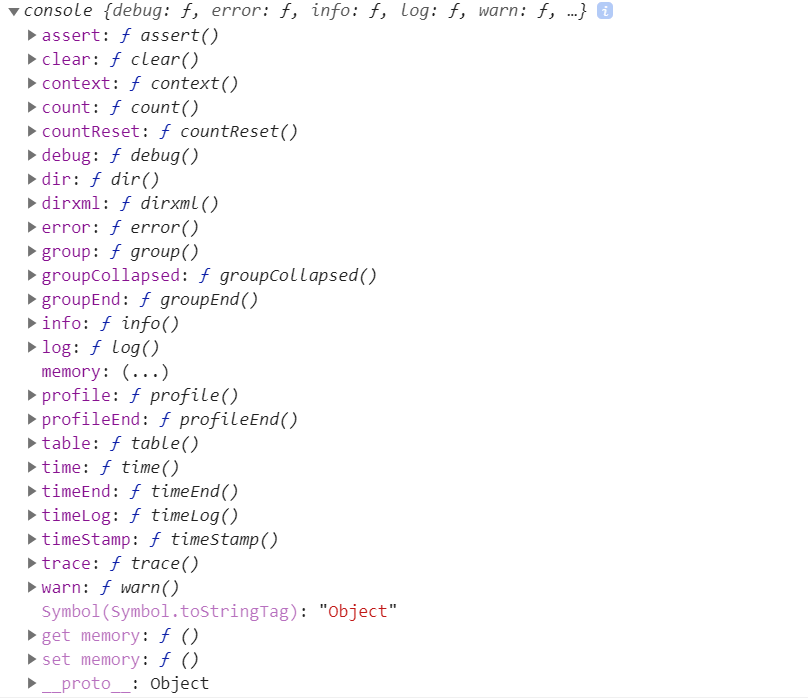 ▼console {debug: ƒ, error: ƒ, info: ƒ, log: ƒ, warn: ƒ, …} i
▶assert: ƒ assert()
▶clear: ƒ clear()
▶context: ƒ context()
▶count: ƒ count()
▶countReset: ƒ countReset()
▶debug: ƒ debug()
▶dir: ƒ dir()
▶dirxml: ƒ dirxml()
▶error: ƒ error()
▶group: ƒ group()
▶groupCollapsed: ƒ groupCollapsed()
▶groupEnd: ƒ groupEnd()
▶info: ƒ info()
▶log: ƒ log()
memory: (...)
▶profile: ƒ profile()
▶profileEnd: ƒ profileEnd()
▶table: ƒ table()
▶time: ƒ time()
▶timeEnd: ƒ timeEnd()
▶timeLog: ƒ timeLog()
▶timeStamp: ƒ timeStamp()
▶trace: ƒ trace()
▶warn: ƒ warn()
Symbol(Symbol.toStringTag): "Object"
▶get memory: ƒ ()
▶set memory: ƒ ()
▶__proto__: Object